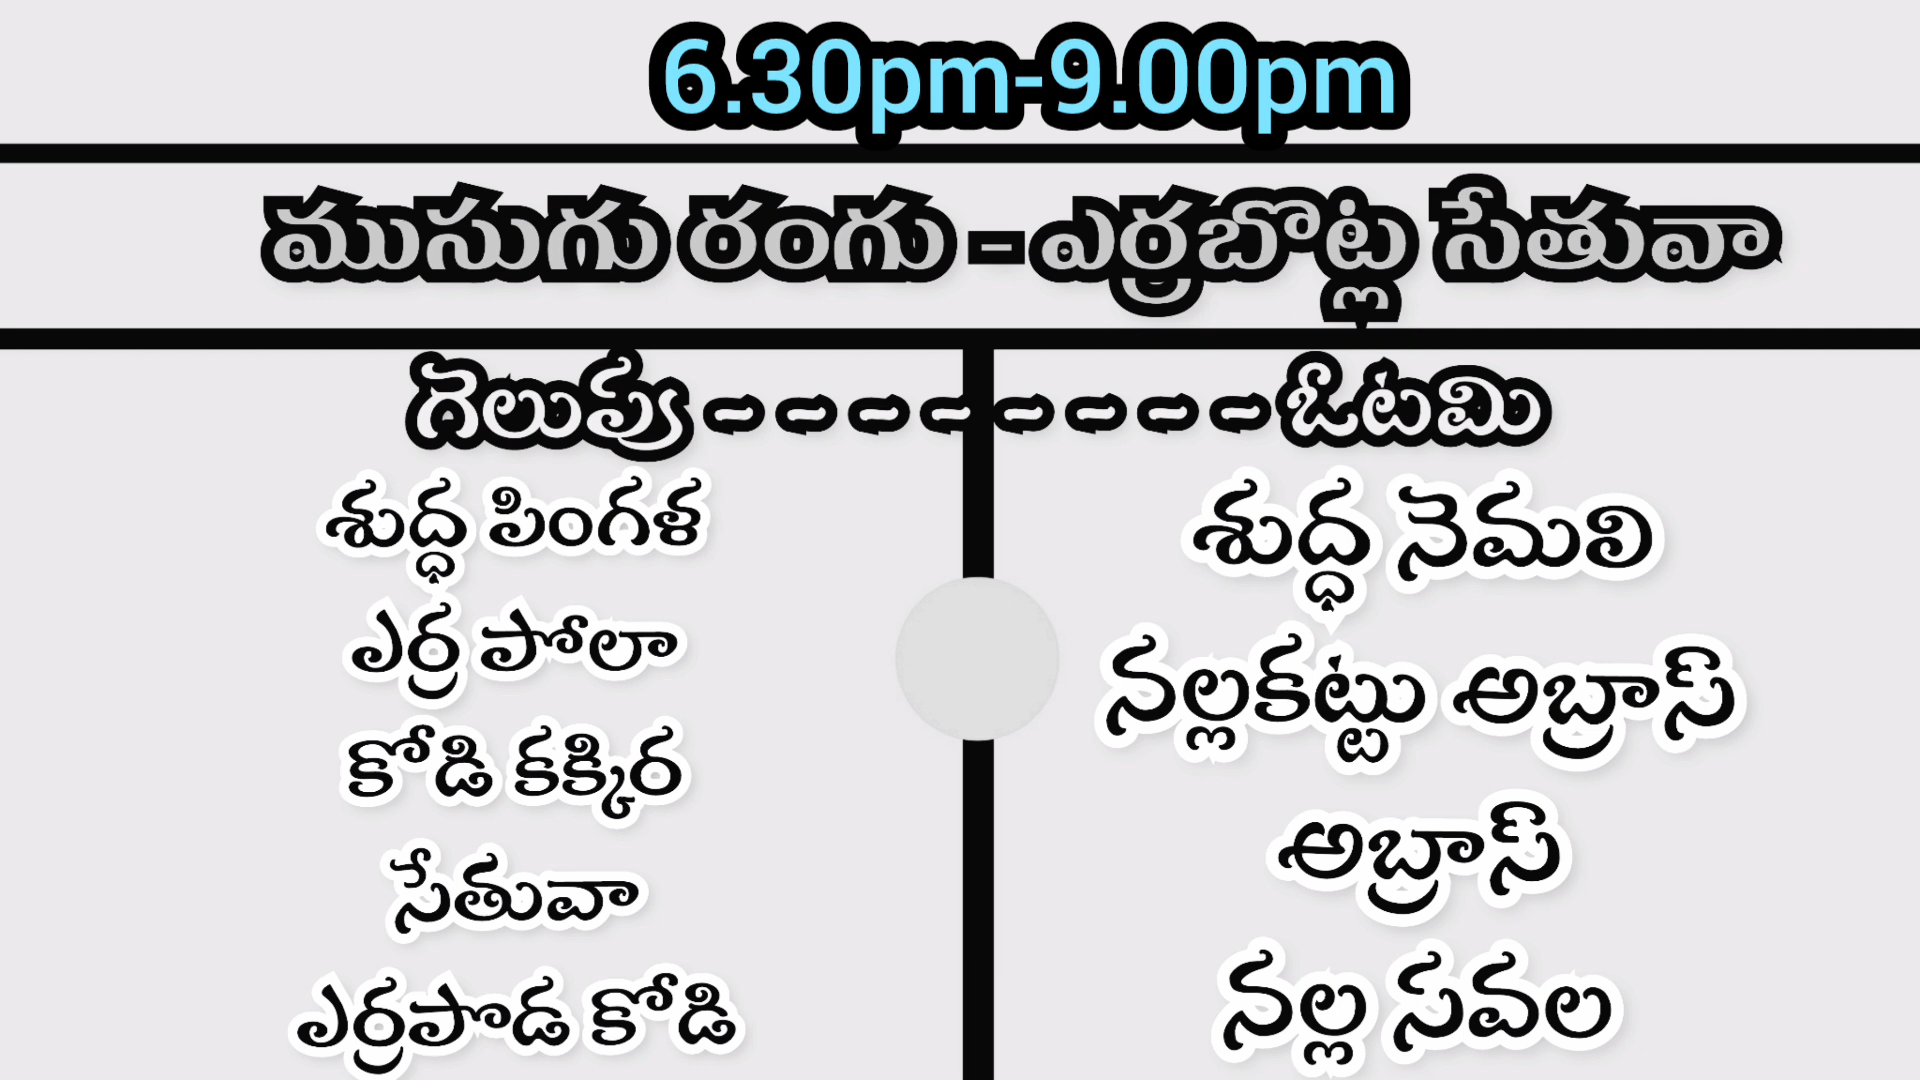 6.30pm-9.00pm
ముసుగు రంగు - ఎర్రబొట్ల సేతువా
గెలుపు - - - - - - - - ఓటమి
శుద్ధ పింగళ
ఎర్ర పోలా
కోడి కక్కిర
సేతువా
ఎర్రపొడ కోడి
శుద్ధ నెమలి
నల్లకట్టు అబ్రాస్
అబ్రాస్
నల్ల సవల